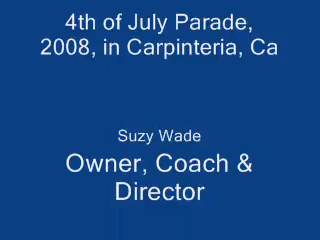 4th of July Parade,
2008, in Carpinteria, Ca
Suzy Wade
Owner, Coach &
Director